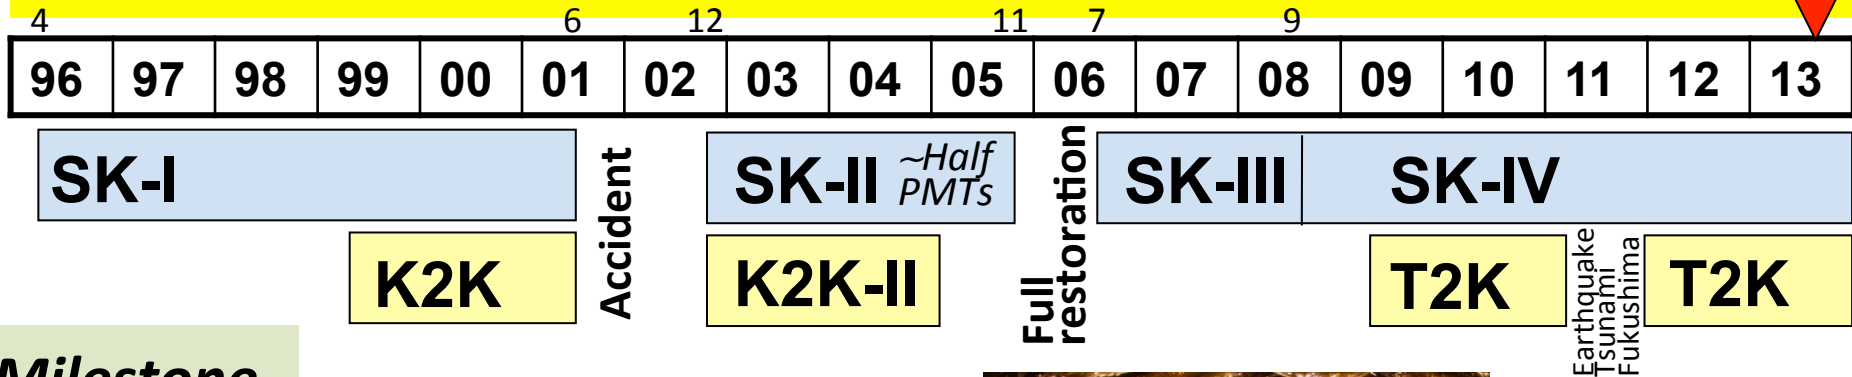 4 6 12 11 7 9
96 97 98 99 00 01 02 03 04 05 06 07 08 09 10 11 12 13
SK-I
Accident
SK-II ~Half
PMTs
Full
restoration
SK-III
SK-IV
K2K
K2K-II
T2K
Earthquake
Tsunami
Fukushima
T2K
Milestone